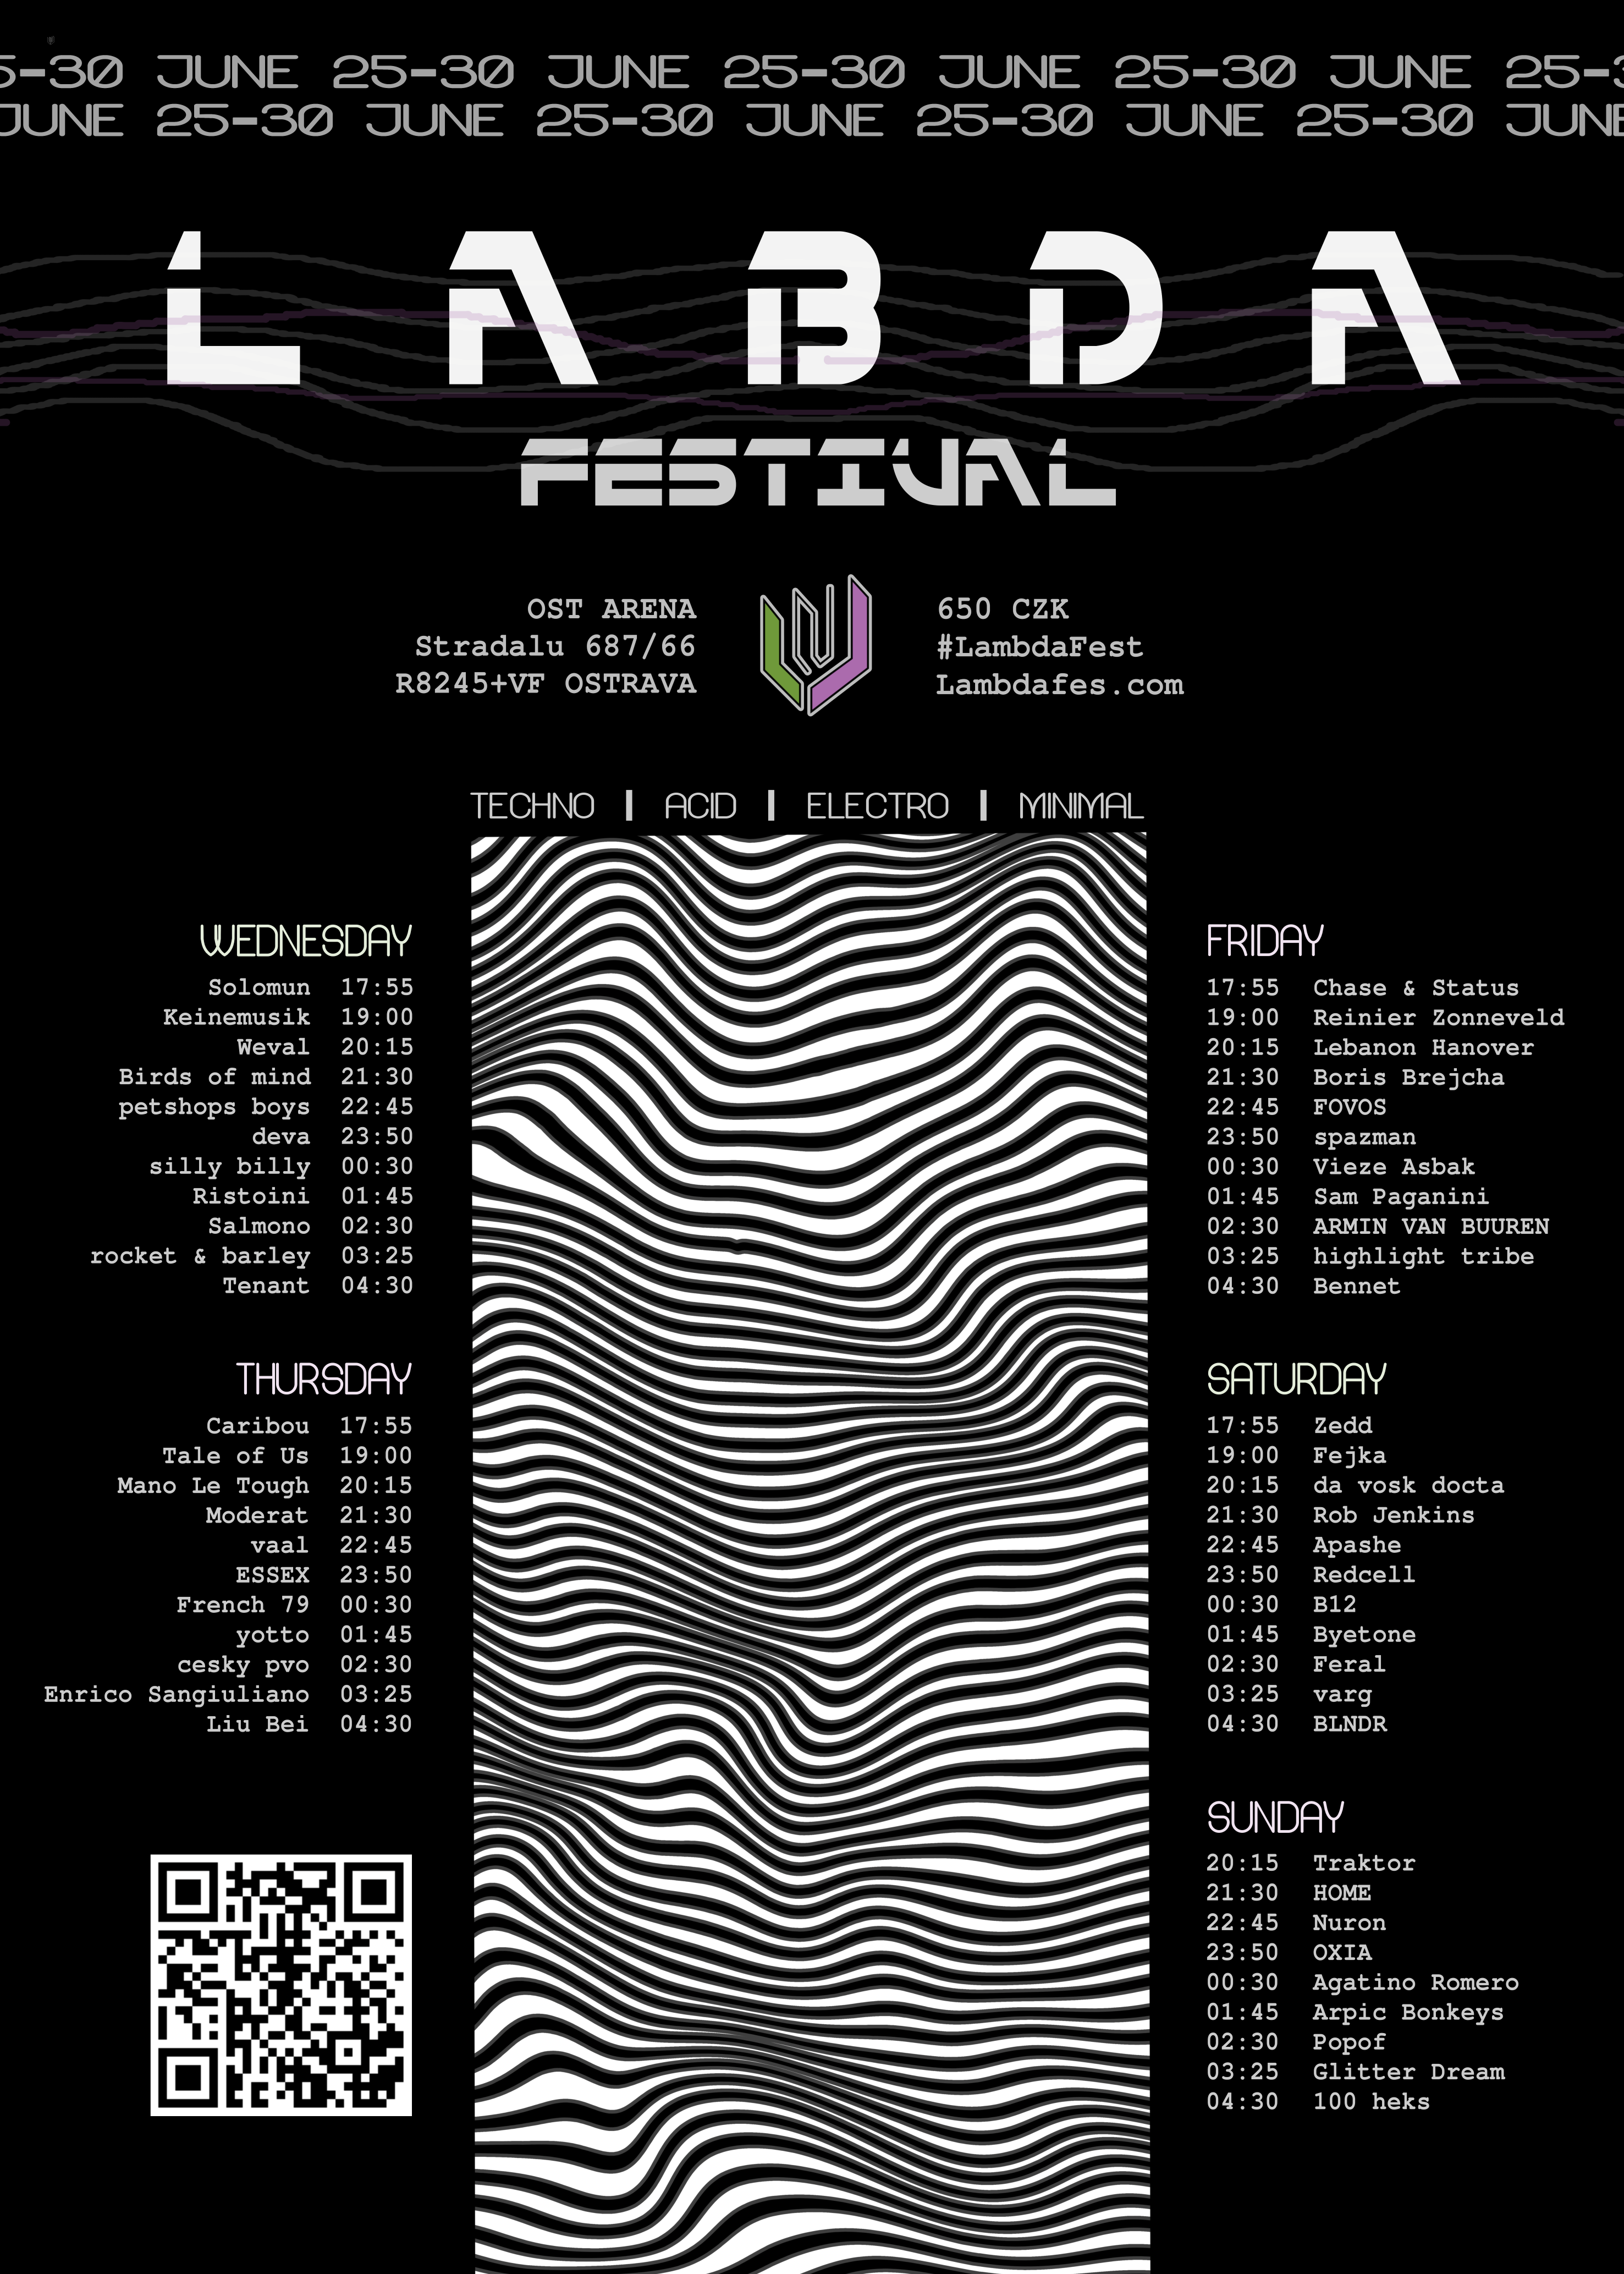 5-30 JUNE 25-30 JUNE 25-30 JUNE 25-30 JUNE 25-3
JUNE 25-30 JUNE 25-30 JUNE 25-30 JUNE 25-30 JUNE
LABDA
FESTIVAL
OST ARENA
Stradalu 687/66
R8245+VF OSTRAVA
650 CZK
#LambdaFest
Lambdafes.com
TECHNO | ACID | ELECTRO | MINIMAL
WEDNESDAY
Solomun 17:55
Keinemusik 19:00
Weval 20:15
Birds of mind 21:30
petshops boys 22:45
deva 23:50
silly billy 00:30
Ristoini 01:45
Salmono 02:30
rocket & barley 03:25
Tenant 04:30
THURSDAY
Caribou 17:55
Tale of Us 19:00
Mano Le Tough 20:15
Moderat 21:30
vaal 22:45
ESSEX 23:50
French 79 00:30
yotto 01:45
cesky pvo 02:30
Enrico Sangiuliano 03:25
Liu Bei 04:30
FRIDAY
17:55 Chase & Status
19:00 Reinier Zonneveld
20:15 Lebanon Hanover
21:30 Boris Brejcha
22:45 FOVOS
23:50 spazman
00:30 Vieze Asbak
01:45 Sam Paganini
02:30 ARMIN VAN BUUREN
03:25 highlight tribe
04:30 Bennet
SATURDAY
17:55 Zedd
19:00 Fejka
20:15 da vosk docta
21:30 Rob Jenkins
22:45 Apashe
23:50 Redcell
00:30 B12
01:45 Byetone
02:30 Feral
03:25 varg
04:30 BLNDR
SUNDAY
20:15 Traktor
21:30 HOME
22:45 Nuron
23:50 OXIA
00:30 Agatino Romero
01:45 Arpic Bonkeys
02:30 Popof
03:25 Glitter Dream
04:30 100 heks